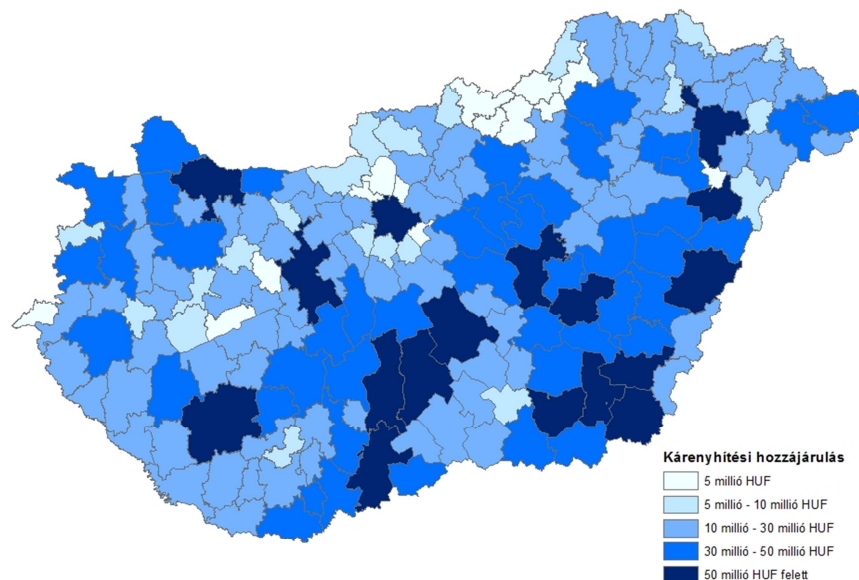 Kárenyhítési hozzájárulás
5 millió HUF
5 millió - 10 millió HUF
10 millió - 30 millió HUF
30 millió - 50 millió HUF
50 millió HUF felett